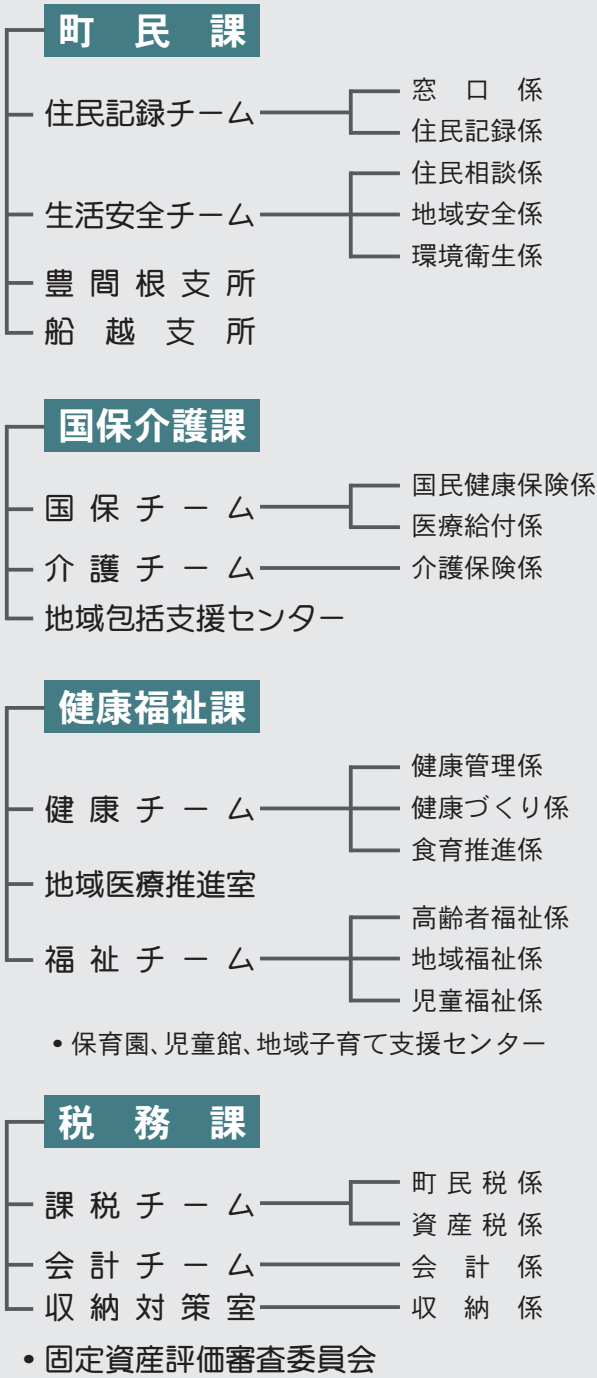 町民課
窓口係
住民記録チーム
住民記録係
住民相談係
生活安全チーム
地域安全係
環境衛生係
豊間根支所
船越支所
国保介護課
国民健康保険係
国保チーム
医療給付係
介護チーム
介護保険係
地域包括支援センター
健康福祉課
健康管理係
健康チーム
健康づくり係
食育推進係
地域医療推進室
高齢者福祉係
福祉チーム
地域福祉係
児童福祉係
•保育園、児童館、地域子育て支援センター
税務課
町民税係
課税チーム
資産税係
会計チーム
会計係
収納対策室
収納係
•固定資産評価審査委員会